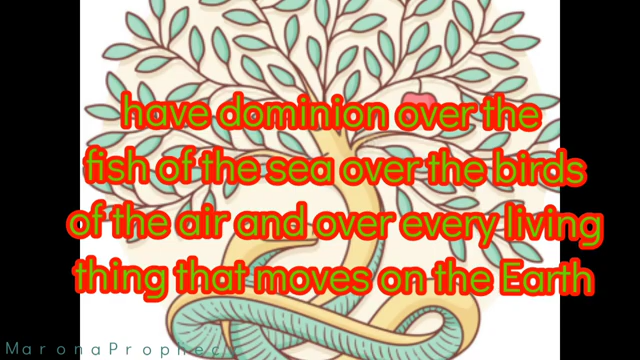 have dominion over the
fish of the sea over the birds
of the air and over every living
thing that moves on the Earth